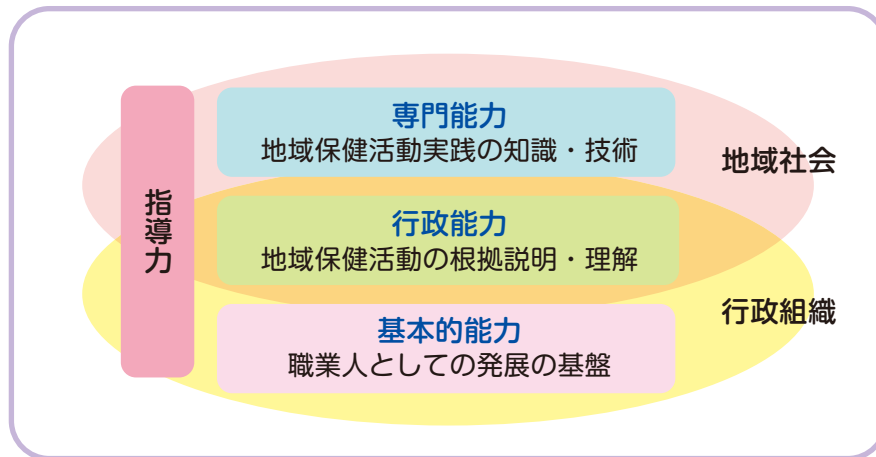 専門能力
地域保健活動実践の知識・技術
地域社会
指導力
行政能力
地域保健活動の根拠説明・理解
行政組織
基本的能力
職業人としての発展の基盤